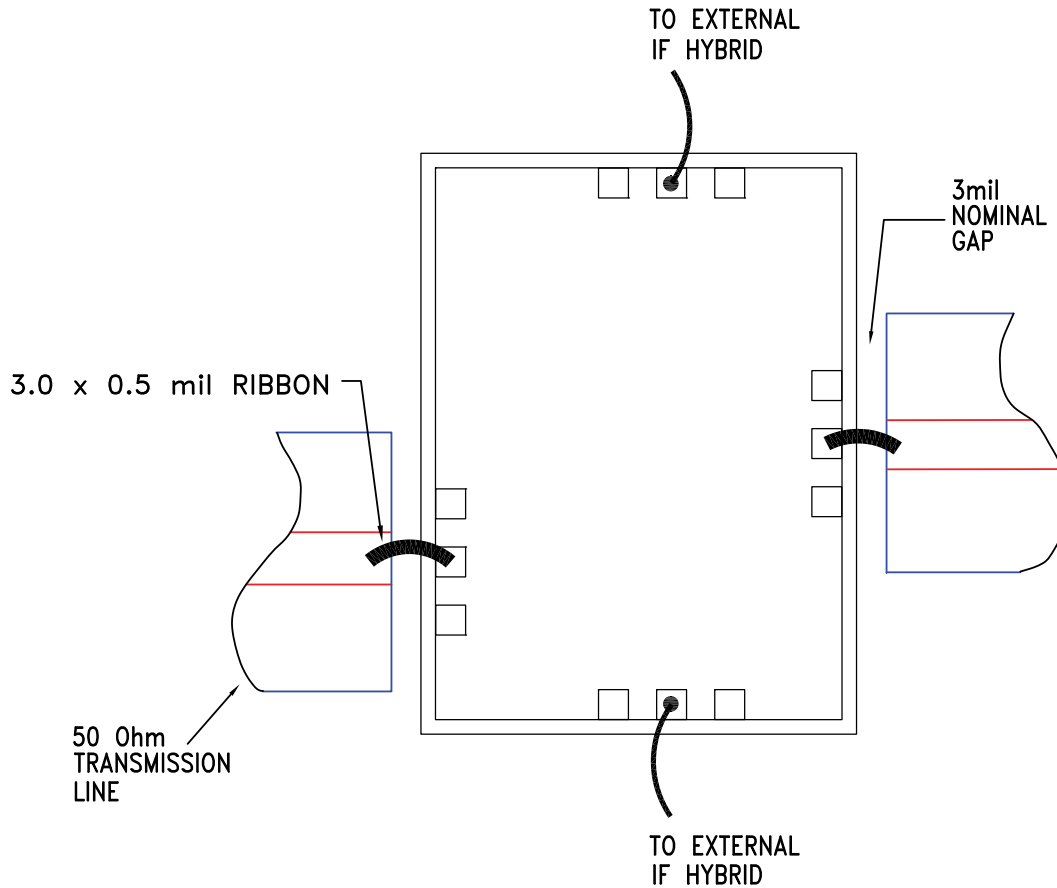 TO EXTERNAL
IF HYBRID
3mil
NOMINAL
GAP
3.0 x 0.5 mil RIBBON
50 Ohm
TRANSMISSION
LINE
TO EXTERNAL
IF HYBRID